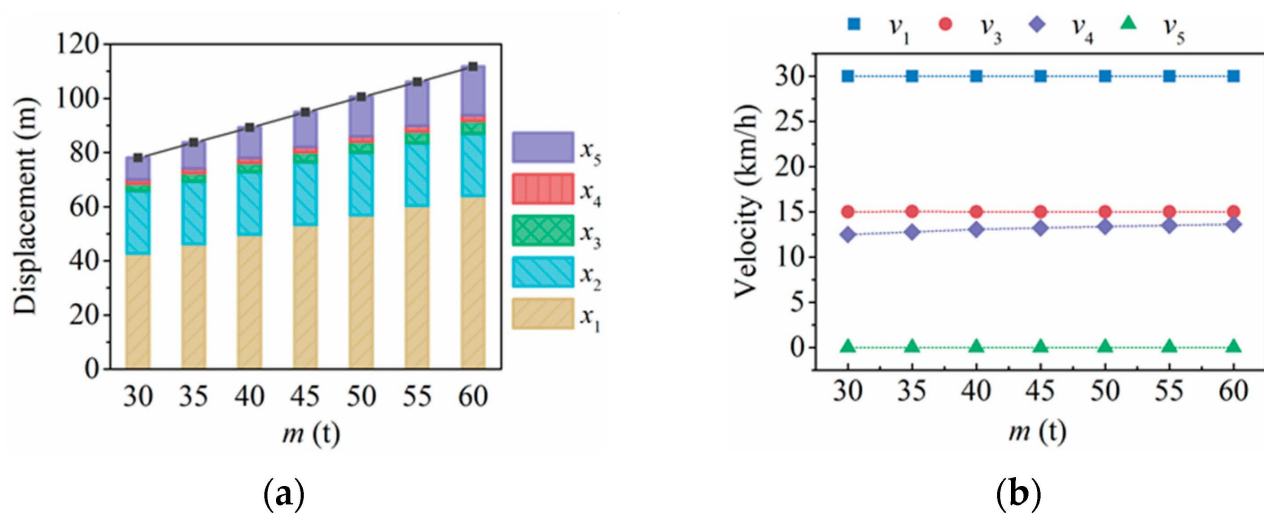 Displacement (m)
120
100
80
60
40
20
0
30 35 40 45 50 55 60
m (t)
x5
x4
x3
x2
x1
(a)
v1 v3 v4 v5
Velocity (km/h)
30
25
20
15
10
5
0
30 35 40 45 50 55 60
m (t)
(b)